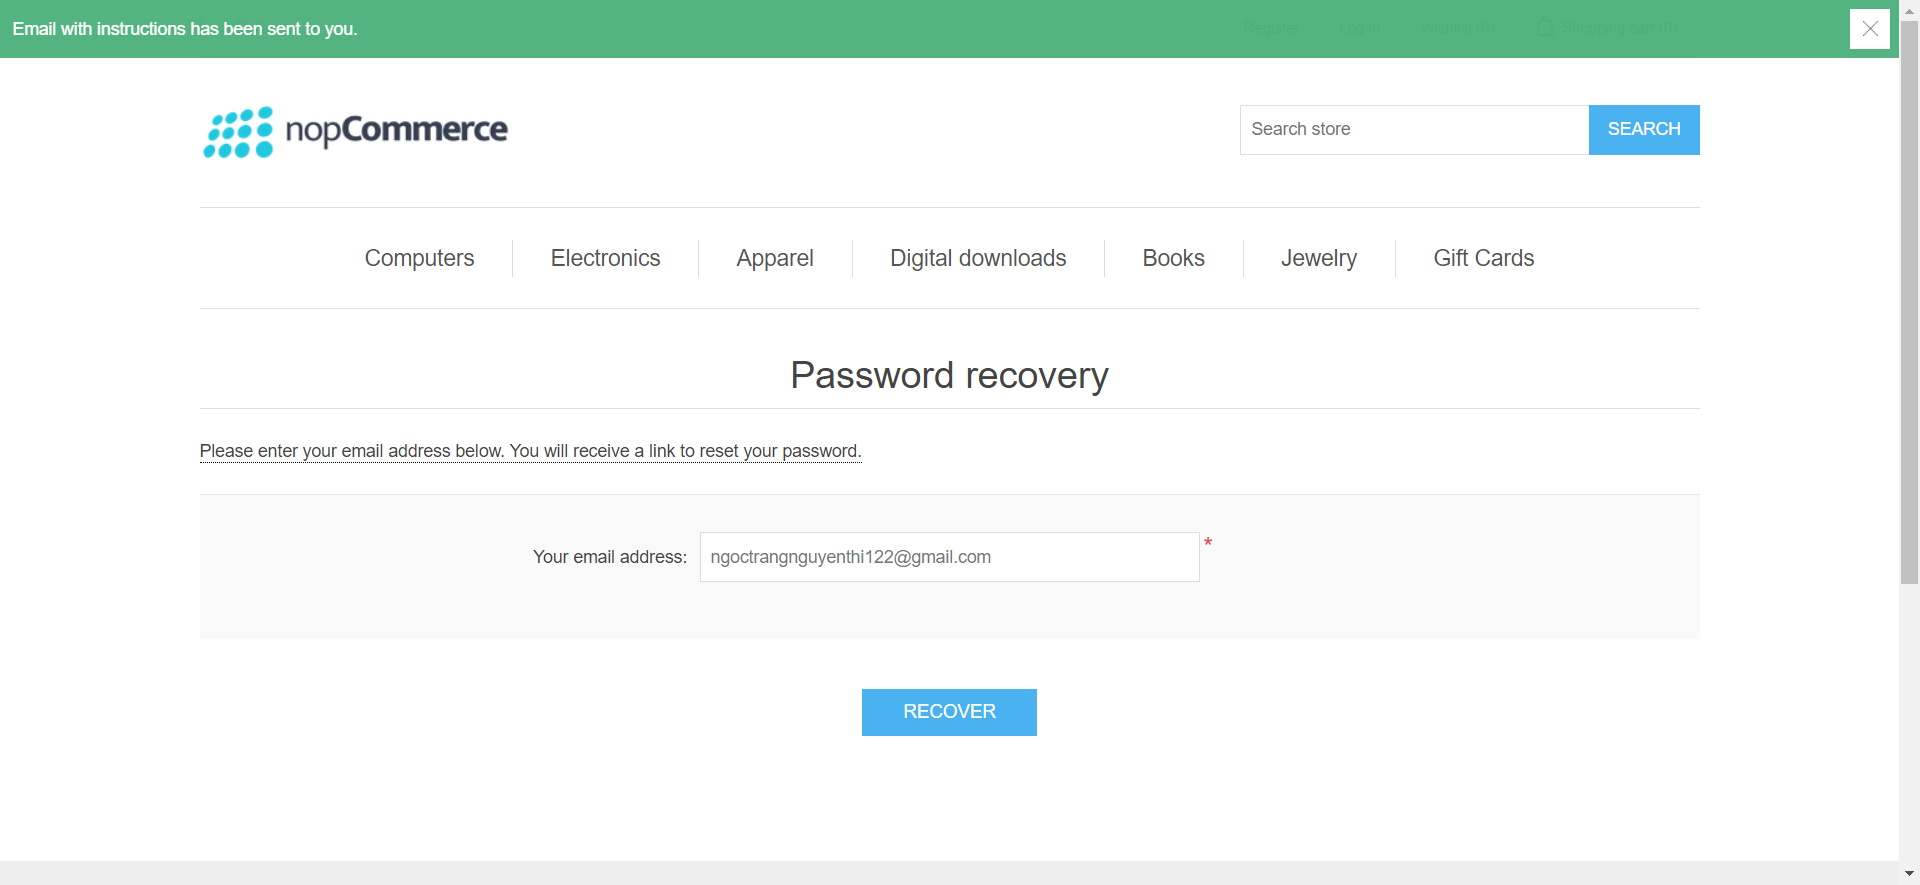 Email with instructions has been sent to you.
Register Log in Wishlist (0) Shopping cart (0)
nopCommerce
Search store SEARCH
Computers Electronics Apparel Digital downloads Books Jewelry Gift Cards
Password recovery
Please enter your email address below. You will receive a link to reset your password.
Your email address: ngoctrangnguyenthi122@gmail.com *
RECOVER